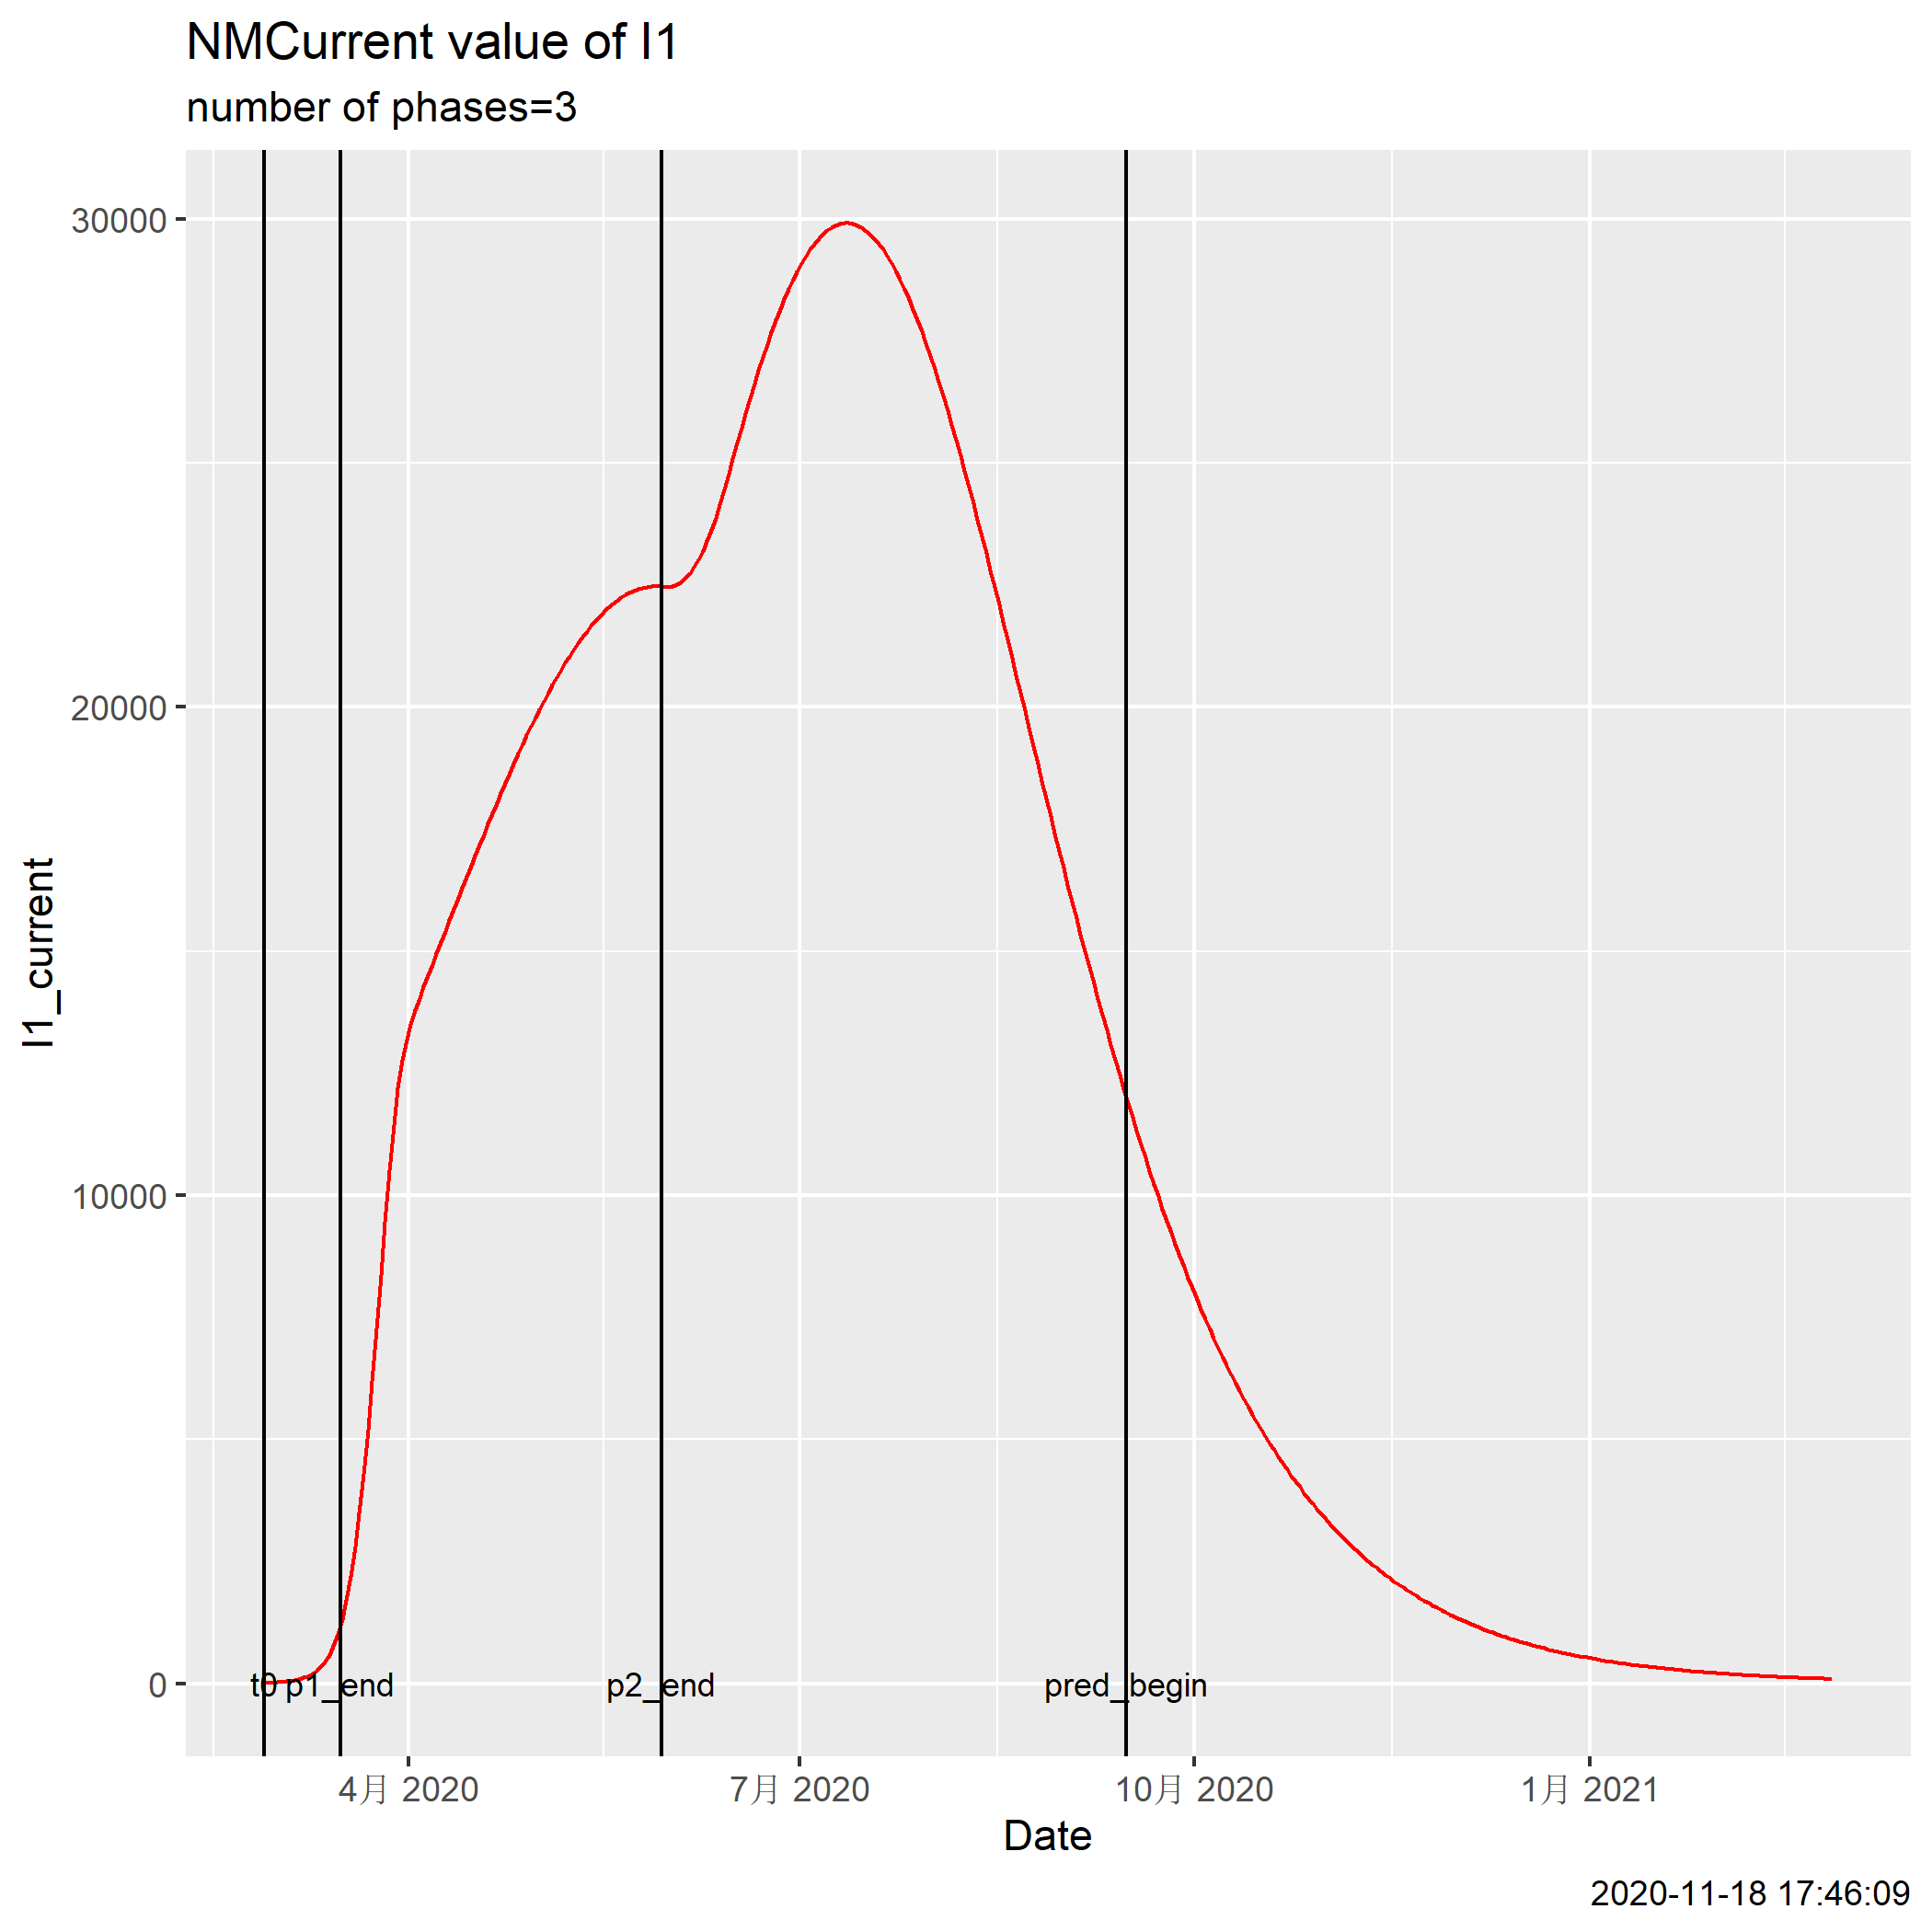 NMCurrent value of I1
number of phases=3
30000
20000
10000
0
I1_current
t0 p1_end p2_end pred_begin
4月 2020 7月 2020 10月 2020 1月 2021
Date
2020-11-18 17:46:09